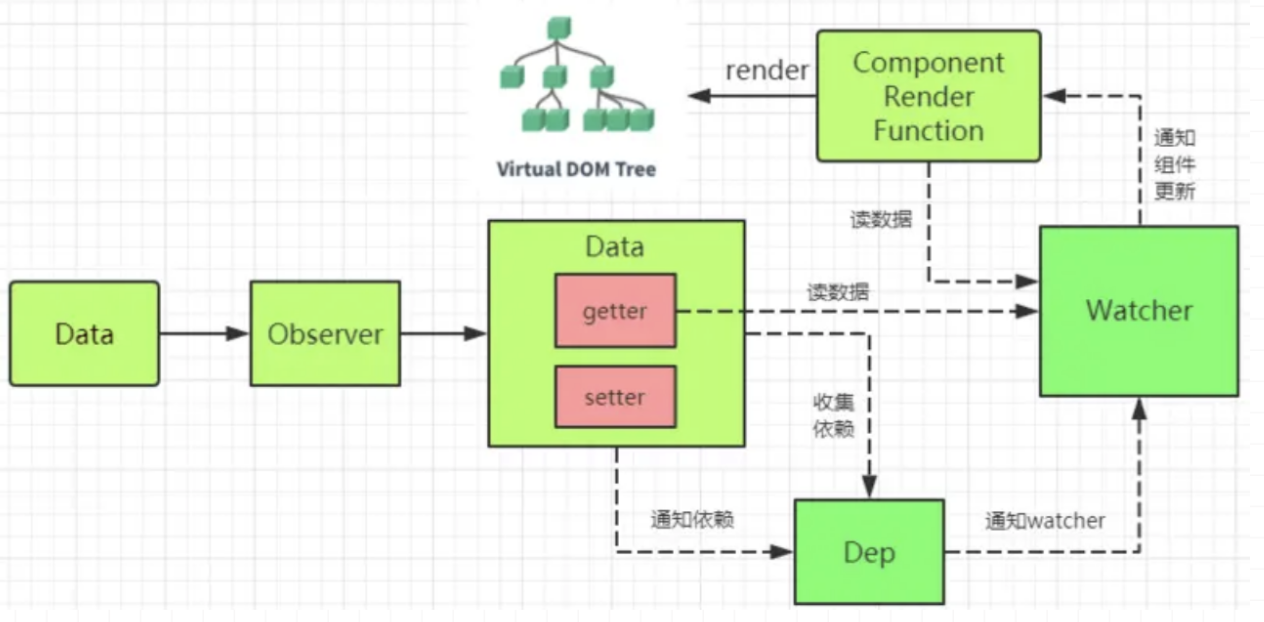 render
Component
Render
Function
Virtual DOM Tree
通知
组件
更新
读数据
Data
Observer
Data
getter
setter
读数据
Watcher
收集
依赖
通知依赖
Dep
通知watcher